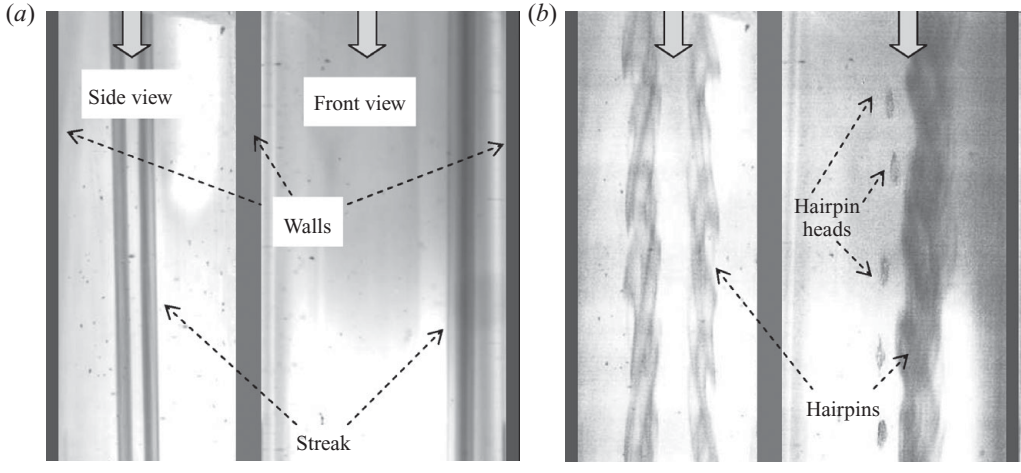 (a)
Side view
Front view
Walls
Streak
(b)
Hairpin
heads
Hairpins